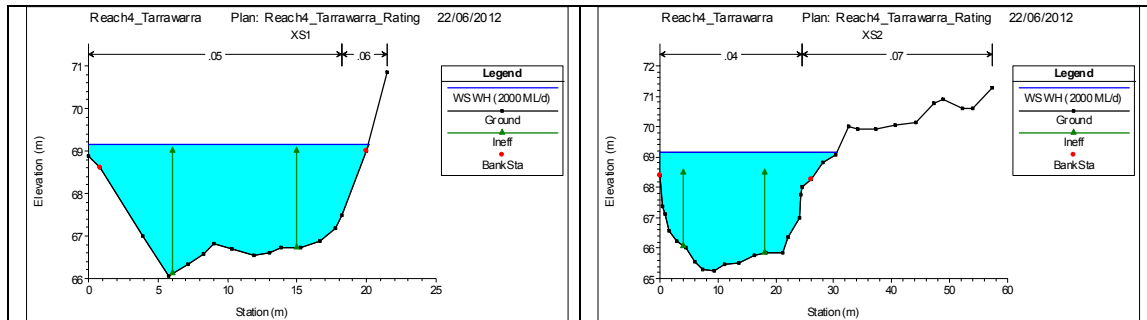 Reach4_Tarrawarra Plan: Reach4_Tarrawarra_Rating 22/06/2012
XS1
.05 .06
71
70
69
68
67
66
Elevation (m)
0 5 10 15 20 25
Station (m)
Legend
WS WH (2000 ML/d)
Ground
Ineff
Bank Sta
Reach4_Tarrawarra Plan: Reach4_Tarrawarra_Rating 22/06/2012
XS2
.04 .07
72
71
70
69
68
67
66
65
Elevation (m)
0 10 20 30 40 50 60
Station (m)
Legend
WS WH (2000 ML/d)
Ground
Ineff
Bank Sta